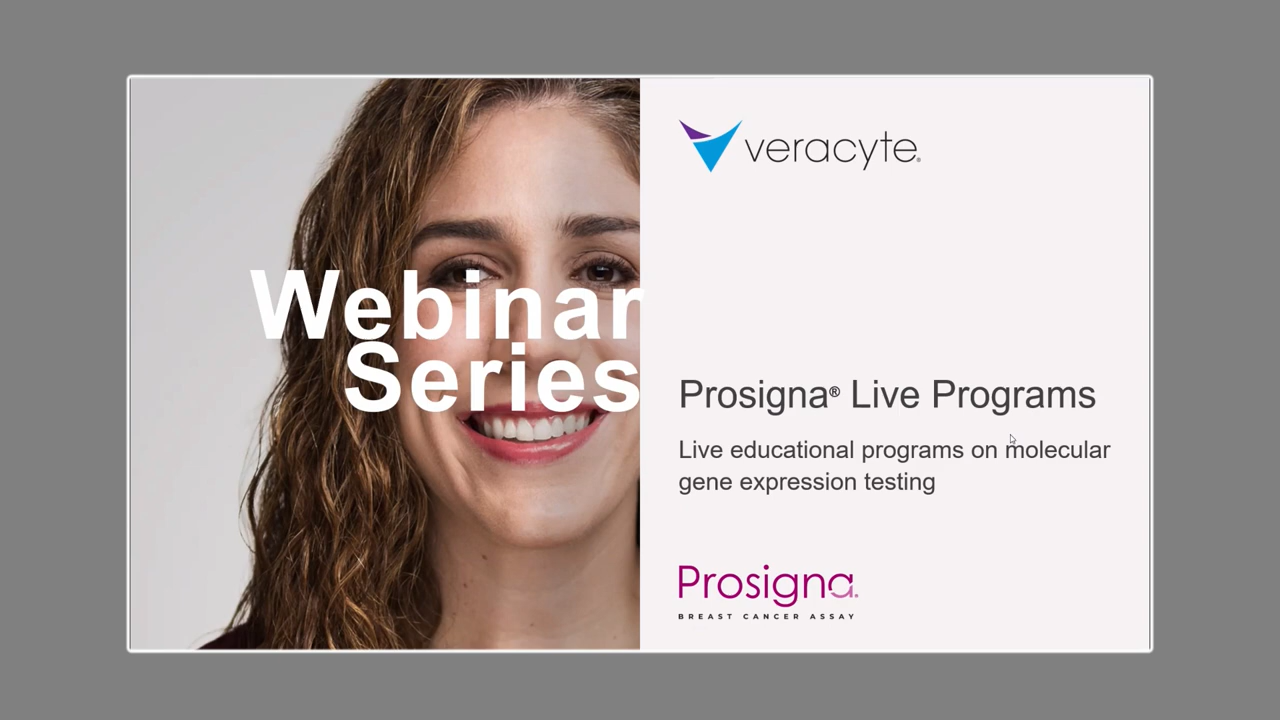 Webinar
Series
veracyte®
Prosigna® Live Programs
Live educational programs on molecular
gene expression testing
Prosigna
BREAST CANCER ASSAY